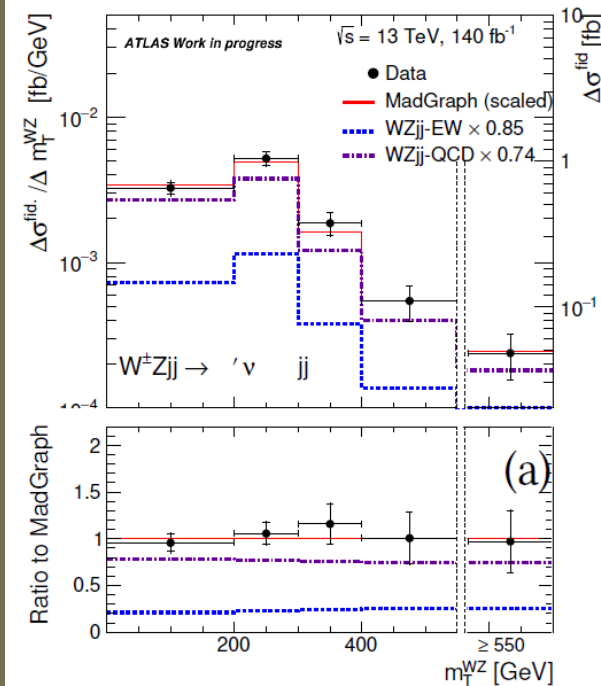 ATLAS Work in progress
√s = 13 TeV, 140 fb⁻¹
Data
MadGraph (scaled)
WZjj-EW × 0.85
WZjj-QCD × 0.74
Δσ^fid. / Δ m_T^WZ [fb/GeV]
Δσ^fid [fb]
10⁻²
10⁻³
10⁻⁴
10
1
10⁻¹
W^±Zjj → ′ν jj
(a)
Ratio to MadGraph
2
1.5
1
0.5
0
200
400
≥ 550
m_T^WZ [GeV]